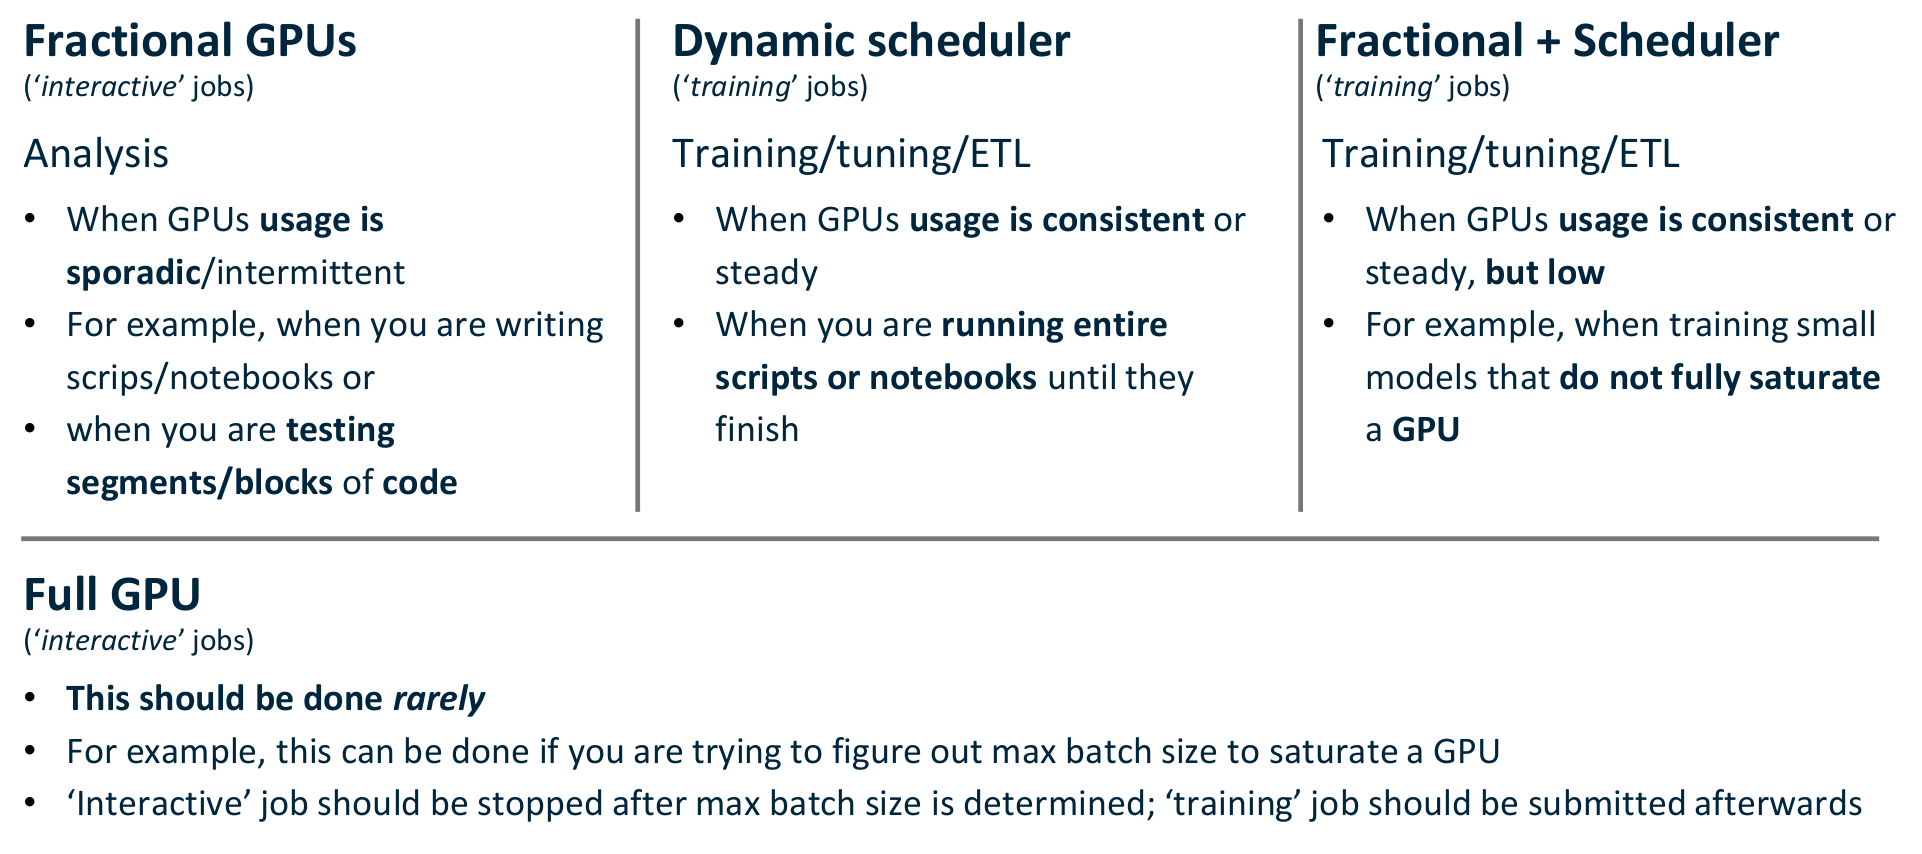 Fractional GPUs
(‘interactive’ jobs)
Analysis
• When GPUs usage is
sporadic/intermittent
• For example, when you are writing
scrips/notebooks or
• when you are testing
segments/blocks of code
Dynamic scheduler
(‘training’ jobs)
Training/tuning/ETL
• When GPUs usage is consistent or
steady
• When you are running entire
scripts or notebooks until they
finish
Fractional + Scheduler
(‘training’ jobs)
Training/tuning/ETL
• When GPUs usage is consistent or
steady, but low
• For example, when training small
models that do not fully saturate
a GPU
Full GPU
(‘interactive’ jobs)
• This should be done rarely
• For example, this can be done if you are trying to figure out max batch size to saturate a GPU
• ‘Interactive’ job should be stopped after max batch size is determined; ‘training’ job should be submitted afterwards